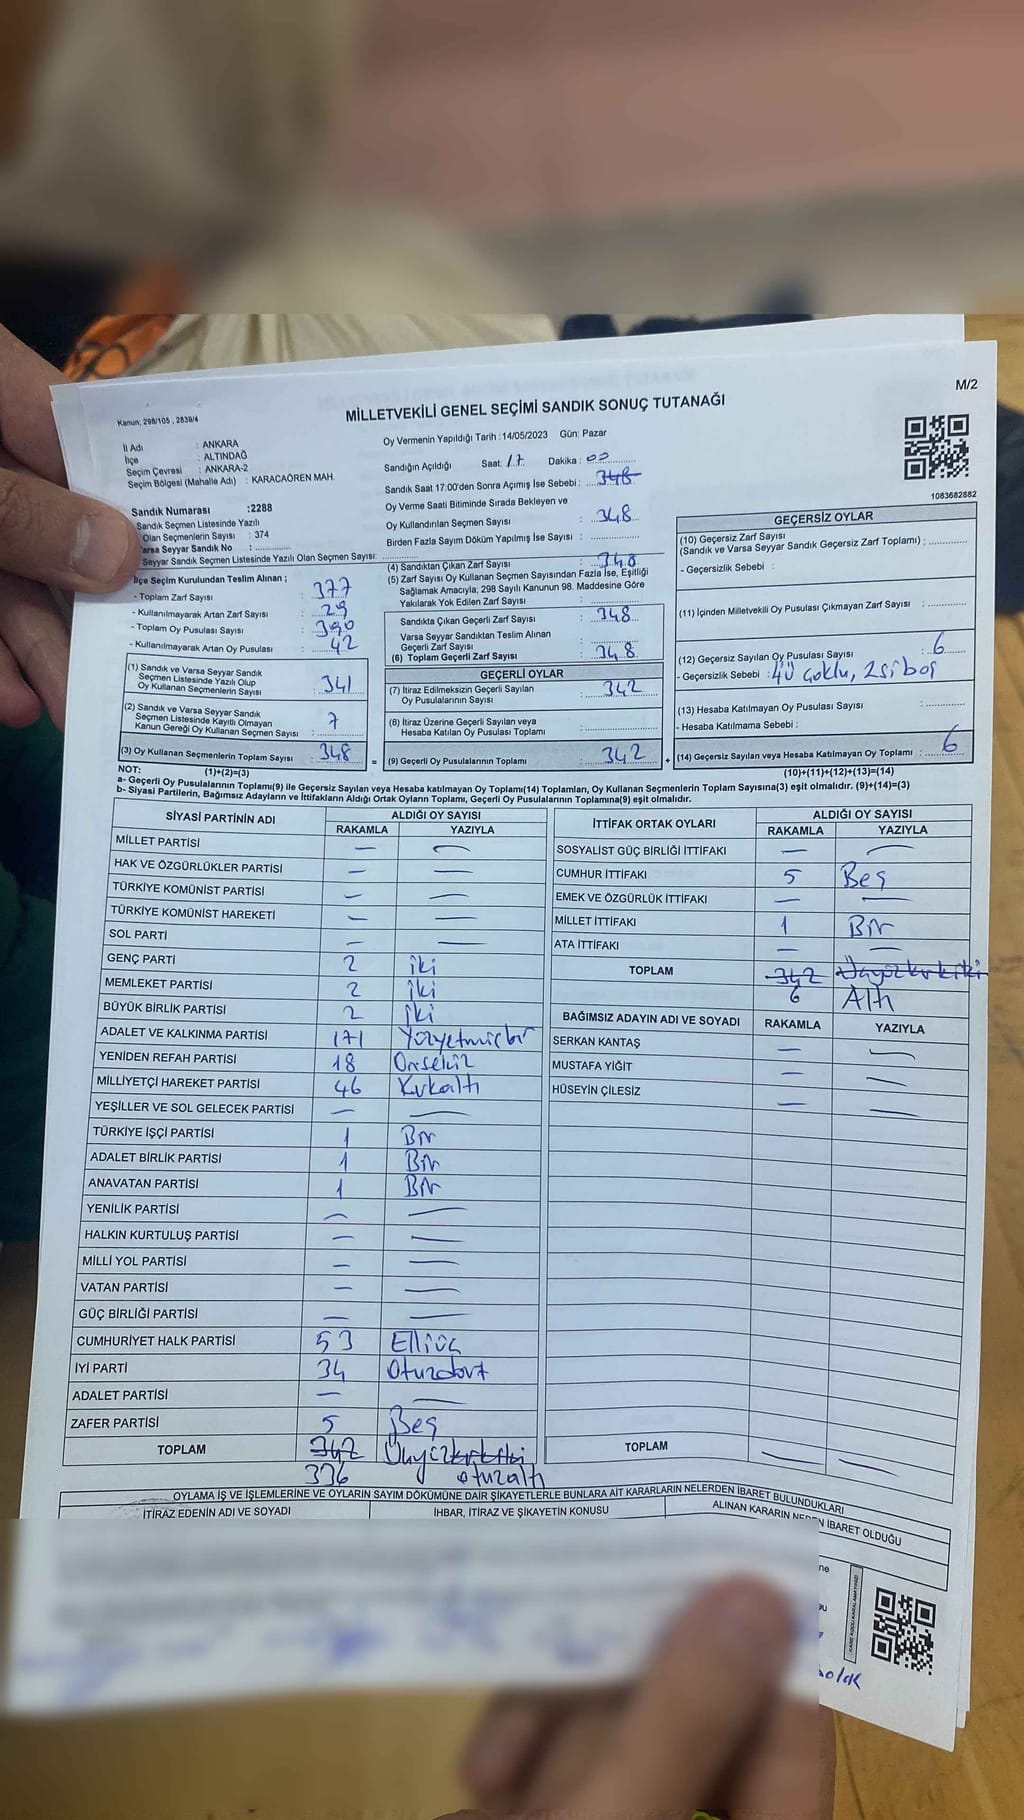 M/2
Kanun; 298/105 , 2839/4
MİLLETVEKİLİ GENEL SEÇİMİ SANDIK SONUÇ TUTANAĞI
İl Adı : ANKARA
İlçe : ALTINDAĞ
Seçim Çevresi : ANKARA-2
Seçim Bölgesi (Mahalle Adı) : KARACAÖREN MAH.
Sandık Numarası :2288
Sandık Seçmen Listesinde Yazılı
Olan Seçmenlerin Sayısı : 374
Varsa Seyyar Sandık No :
Seyyar Sandık Seçmen Listesinde Yazılı Olan Seçmen Sayısı:
Oy Vermenin Yapıldığı Tarih :14/05/2023 Gün: Pazar
Sandığın Açıldığı Saat: 17 Dakika : 00
Sandık Saat 17:00'den Sonra Açımış İse Sebebi : 348
Oy Verme Saati Bitiminde Sırada Bekleyen ve
Oy Kullandırılan Seçmen Sayısı : 348
Birden Fazla Sayım Döküm Yapılmış İse Sayısı :
1083682882
İlçe Seçim Kurulundan Teslim Alınan ;
- Toplam Zarf Sayısı : 377
- Kullanılmayarak Artan Zarf Sayısı : 29
- Toplam Oy Pusulası Sayısı : 390
- Kullanılmayarak Artan Oy Pusulası : 42
(1) Sandık ve Varsa Seyyar Sandık
Seçmen Listesinde Yazılı Olup
Oy Kullanan Seçmenlerin Sayısı : 341
(2) Sandık ve Varsa Seyyar Sandık
Seçmen Listesinde Kayıtlı Olmayan
Kanun Gereği Oy Kullanan Seçmen Sayısı : 7
(3) Oy Kullanan Seçmenlerin Toplam Sayısı : 348
(4) Sandıktan Çıkan Zarf Sayısı : 348
(5) Zarf Sayısı Oy Kullanan Seçmen Sayısından Fazla İse, Eşitliği
Sağlamak Amacıyla; 298 Sayılı Kanunun 98. Maddesine Göre
Yakılarak Yok Edilen Zarf Sayısı :
Sandıkta Çıkan Geçerli Zarf Sayısı : 348
Varsa Seyyar Sandıktan Teslim Alınan
Geçerli Zarf Sayısı :
(6) Toplam Geçerli Zarf Sayısı : 348
GEÇERLİ OYLAR
(7) İtiraz Edilmeksizin Geçerli Sayılan
Oy Pusulalarının Sayısı : 342
(8) İtiraz Üzerine Geçerli Sayılan veya
Hesaba Katılan Oy Pusulaları Toplamı :
= (9) Geçerli Oy Pusulalarının Toplamı : 342 +
GEÇERSİZ OYLAR
(10) Geçersiz Zarf Sayısı
(Sandık ve Varsa Seyyar Sandık Geçersiz Zarf Toplamı) :
- Geçersizlik Sebebi :
(11) İçinden Milletvekili Oy Pusulası Çıkmayan Zarf Sayısı :
(12) Geçersiz Sayılan Oy Pusulası Sayısı : 6
- Geçersizlik Sebebi : 4ü çoklu, 2si boş
(13) Hesaba Katılmayan Oy Pusulası Sayısı :
- Hesaba Katılmama Sebebi :
(14) Geçersiz Sayılan veya Hesaba Katılmayan Oy Toplamı : 6
NOT: (1)+(2)=(3) (10)+(11)+(12)+(13)=(14)
a- Geçerli Oy Pusulalarının Toplamı(9) ile Geçersiz Sayılan veya Hesaba Katılmayan Oy Toplamı(14) Toplamları, Oy Kullanan Seçmenlerin Toplam Sayısına(3) eşit olmalıdır. (9)+(14)=(3)
b- Siyasi Partilerin, Bağımsız Adayların ve İttifakların Aldığı Ortak Oyların Toplamı, Geçerli Oy Pusulalarının Toplamına(9) eşit olmalıdır.
SİYASİ PARTİNİN ADI ALDIĞI OY SAYISI
RAKAMLA YAZIYLA
MİLLET PARTİSİ — —
HAK VE ÖZGÜRLÜKLER PARTİSİ — —
TÜRKİYE KOMÜNİST PARTİSİ — —
TÜRKİYE KOMÜNİST HAREKETİ — —
SOL PARTİ — —
GENÇ PARTİ 2 iki
MEMLEKET PARTİSİ 2 iki
BÜYÜK BİRLİK PARTİSİ 2 iki
ADALET VE KALKINMA PARTİSİ 171 Yüzyetmişbir
YENİDEN REFAH PARTİSİ 18 Onsekiz
MİLLİYETÇİ HAREKET PARTİSİ 46 Kırkaltı
YEŞİLLER VE SOL GELECEK PARTİSİ — —
TÜRKİYE İŞÇİ PARTİSİ 1 Bir
ADALET BİRLİK PARTİSİ 1 Bir
ANAVATAN PARTİSİ 1 Bir
YENİLİK PARTİSİ — —
HALKIN KURTULUŞ PARTİSİ — —
MİLLİ YOL PARTİSİ — —
VATAN PARTİSİ — —
GÜÇ BİRLİĞİ PARTİSİ — —
CUMHURİYET HALK PARTİSİ 53 Elliüç
İYİ PARTİ 34 Otuzdört
ADALET PARTİSİ — —
ZAFER PARTİSİ 5 Beş
TOPLAM 342 Üçyüzkırkiki
336 otuzaltı
İTTİFAK ORTAK OYLARI ALDIĞI OY SAYISI
RAKAMLA YAZIYLA
SOSYALİST GÜÇ BİRLİĞİ İTTİFAKI — —
CUMHUR İTTİFAKI 5 Beş
EMEK VE ÖZGÜRLÜK İTTİFAKI — —
MİLLET İTTİFAKI 1 Bir
ATA İTTİFAKI — —
TOPLAM 342 Üçyüzkırkiki
6 Altı
BAĞIMSIZ ADAYIN ADI VE SOYADI RAKAMLA YAZIYLA
SERKAN KANTAŞ — —
MUSTAFA YİĞİT — —
HÜSEYİN ÇİLESİZ — —
TOPLAM — —
OYLAMA İŞ VE İŞLEMLERİNE VE OYLARIN SAYIM DÖKÜMÜNE DAİR ŞİKAYETLERLE BUNLARA AİT KARARLARIN NELERDEN İBARET BULUNDUKLARI
İTİRAZ EDENİN ADI VE SOYADI İHBAR, İTİRAZ VE ŞİKAYETİN KONUSU ALINAN KARARIN NEDEN İBARET OLDUĞU